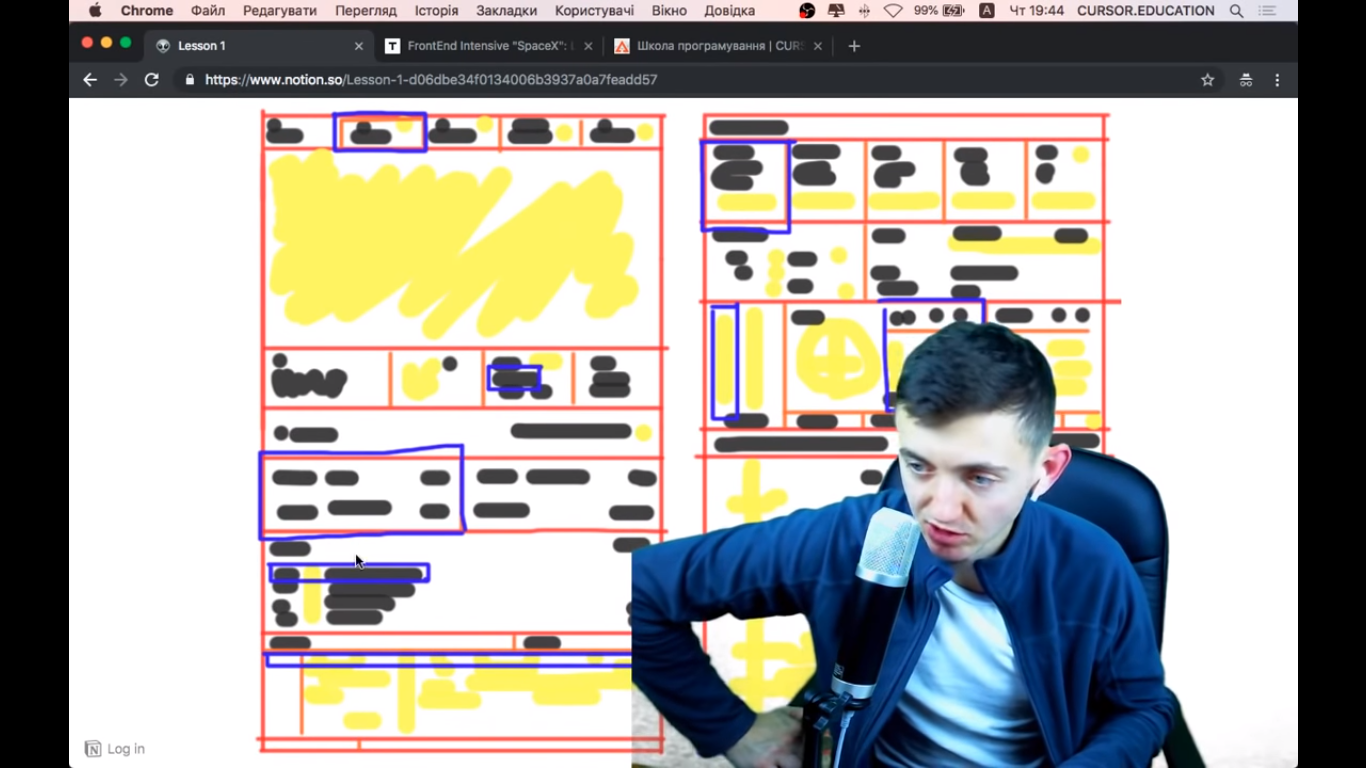 Chrome Файл Редагувати Перегляд Історія Закладки Користувачі Вікно Довідка 99% A Чт 19:44 CURSOR.EDUCATION
Lesson 1 T FrontEnd Intensive "SpaceX": L Школа програмування | CURS
https://www.notion.so/Lesson-1-d06dbe34f0134006b3937a0a7feadd57
N Log in